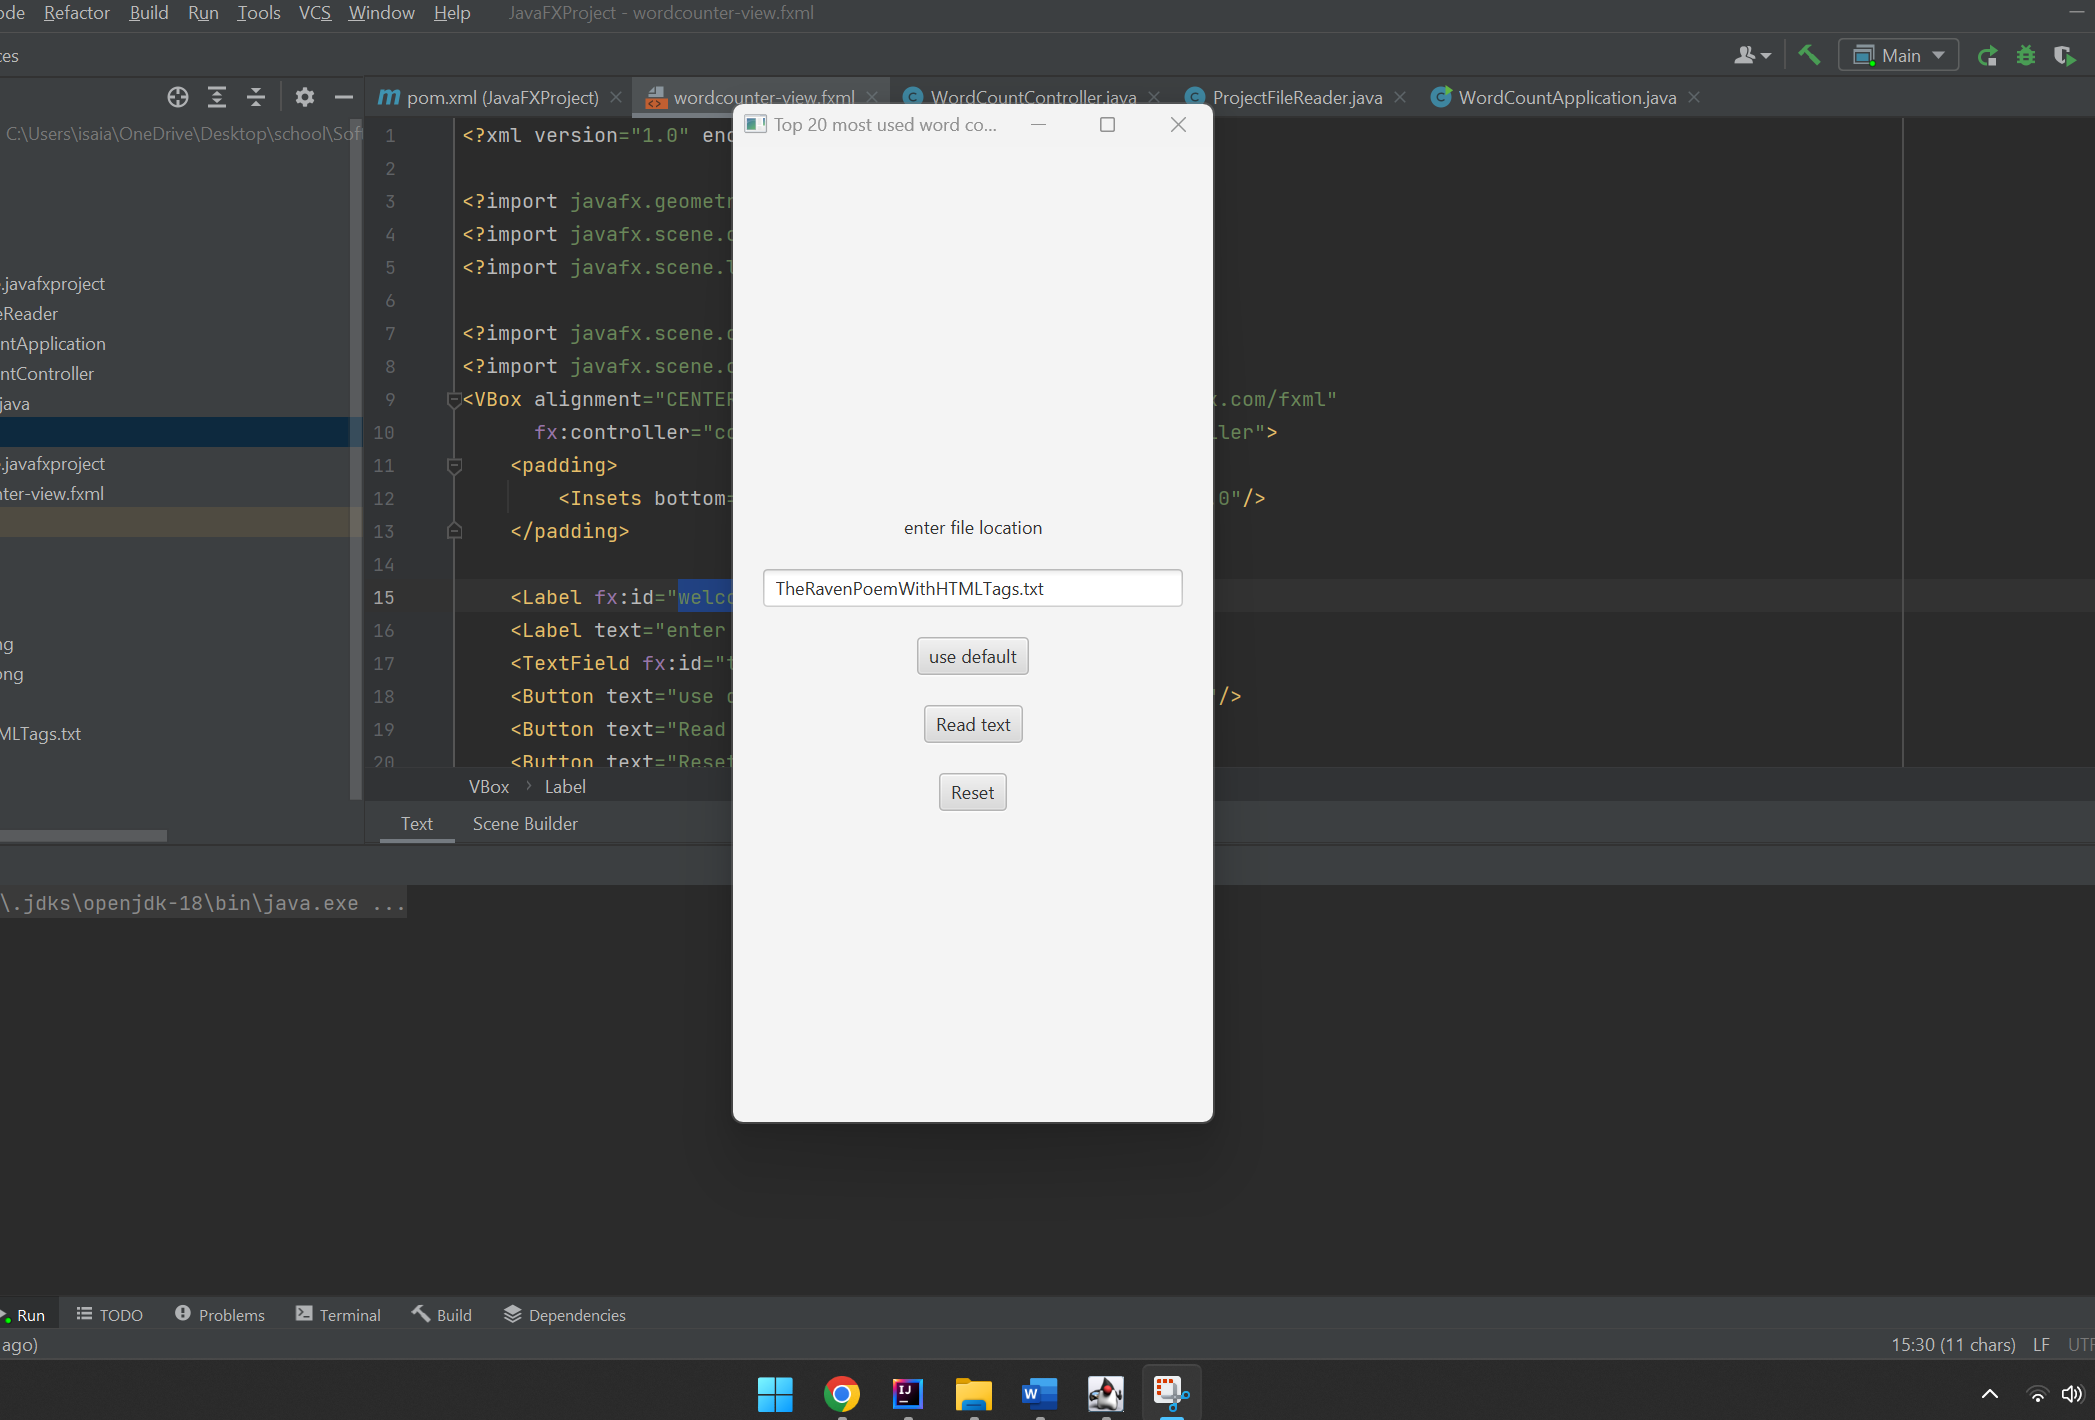 ode Refactor Build Run Tools VCS Window Help JavaFXProject - wordcounter-view.fxml
ces
Main
pom.xml (JavaFXProject) wordcounter-view.fxml WordCountController.java ProjectFileReader.java WordCountApplication.java
C:\Users\isaia\OneDrive\Desktop\school\Sof
.javafxproject
eReader
ntApplication
ntController
java
.javafxproject
ter-view.fxml
ng
ong
MLTags.txt
1 <?xml version="1.0" enc
2
3 <?import javafx.geometr
4 <?import javafx.scene.c
5 <?import javafx.scene.l
6
7 <?import javafx.scene.c
8 <?import javafx.scene.c
9 <VBox alignment="CENTER x.com/fxml"
10 fx:controller="co ller">
11 <padding>
12 <Insets bottom= 0"/>
13 </padding>
14
15 <Label fx:id="welco
16 <Label text="enter
17 <TextField fx:id="t
18 <Button text="use d "/>
19 <Button text="Read
20 <Button text="Reset
VBox › Label
Text Scene Builder
Top 20 most used word co...
enter file location
TheRavenPoemWithHTMLTags.txt
use default
Read text
Reset
\.jdks\openjdk-18\bin\java.exe ...
Run TODO Problems Terminal Build Dependencies
ago)
15:30 (11 chars) LF UTF
IJ
W